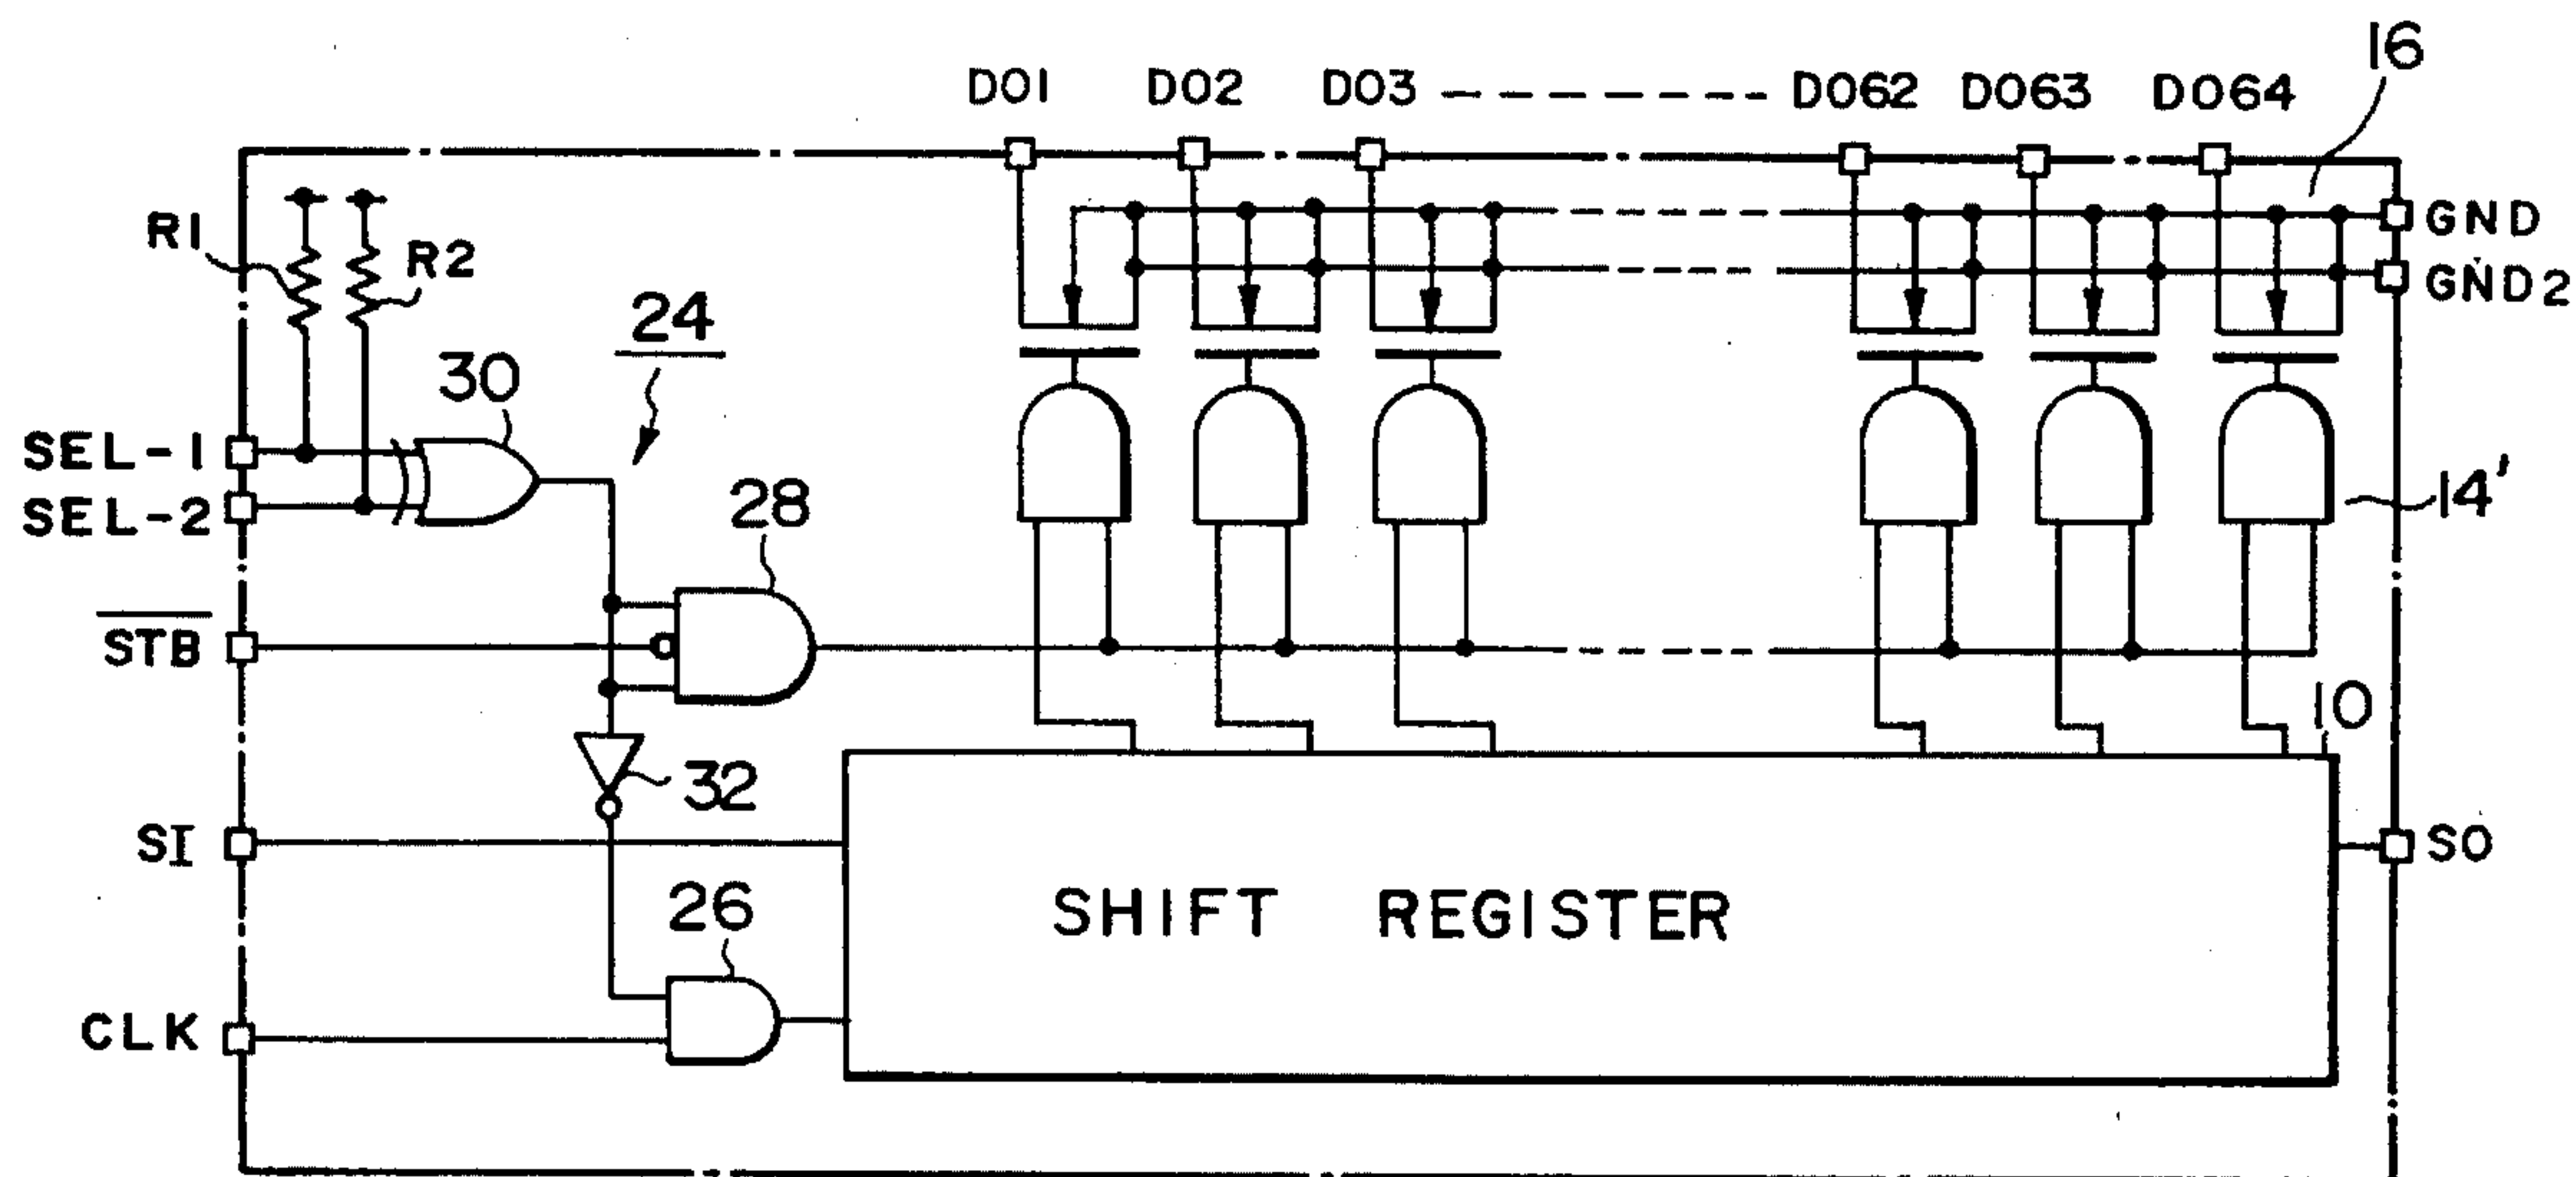 16
DO1 DO2 DO3 DO62 DO63 DO64
R1
R2
GND
GND2
24
30
SEL-1
SEL-2
28
14'
STB
10
32
SI
SO
SHIFT REGISTER
26
CLK